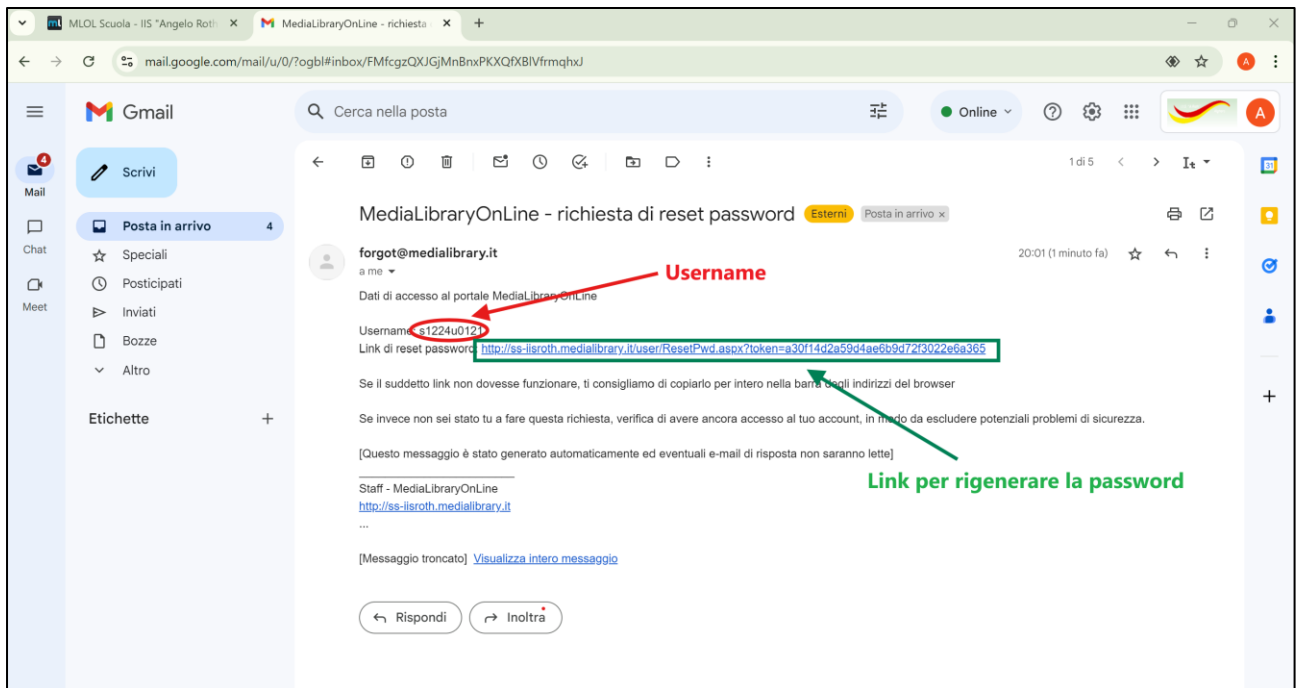 MLOL Scuola - IIS "Angelo Roth
MediaLibraryOnLine - richiesta
mail.google.com/mail/u/0/?ogbl#inbox/FMfcgzQXJGjMnBnxPKXQfXBlVfrmqhxJ
A
Gmail
Cerca nella posta
Online
A
4
Mail
Chat
Meet
Scrivi
Posta in arrivo 4
Speciali
Posticipati
Inviati
Bozze
Altro
Etichette
1 di 5
31
MediaLibraryOnLine - richiesta di reset password Esterni Posta in arrivo x
forgot@medialibrary.it 20:01 (1 minuto fa)
a me
Username
Dati di accesso al portale MediaLibraryOnLine
Username: s1224u0121
Link di reset password: http://ss-iisroth.medialibrary.it/user/ResetPwd.aspx?token=a30f14d2a59d4ae6b9d72f3022e6a365
Se il suddetto link non dovesse funzionare, ti consigliamo di copiarlo per intero nella barra degli indirizzi del browser
Se invece non sei stato tu a fare questa richiesta, verifica di avere ancora accesso al tuo account, in modo da escludere potenziali problemi di sicurezza.
[Questo messaggio è stato generato automaticamente ed eventuali e-mail di risposta non saranno lette]
Link per rigenerare la password
Staff - MediaLibraryOnLine
http://ss-iisroth.medialibrary.it
...
[Messaggio troncato] Visualizza intero messaggio
Rispondi
Inoltra